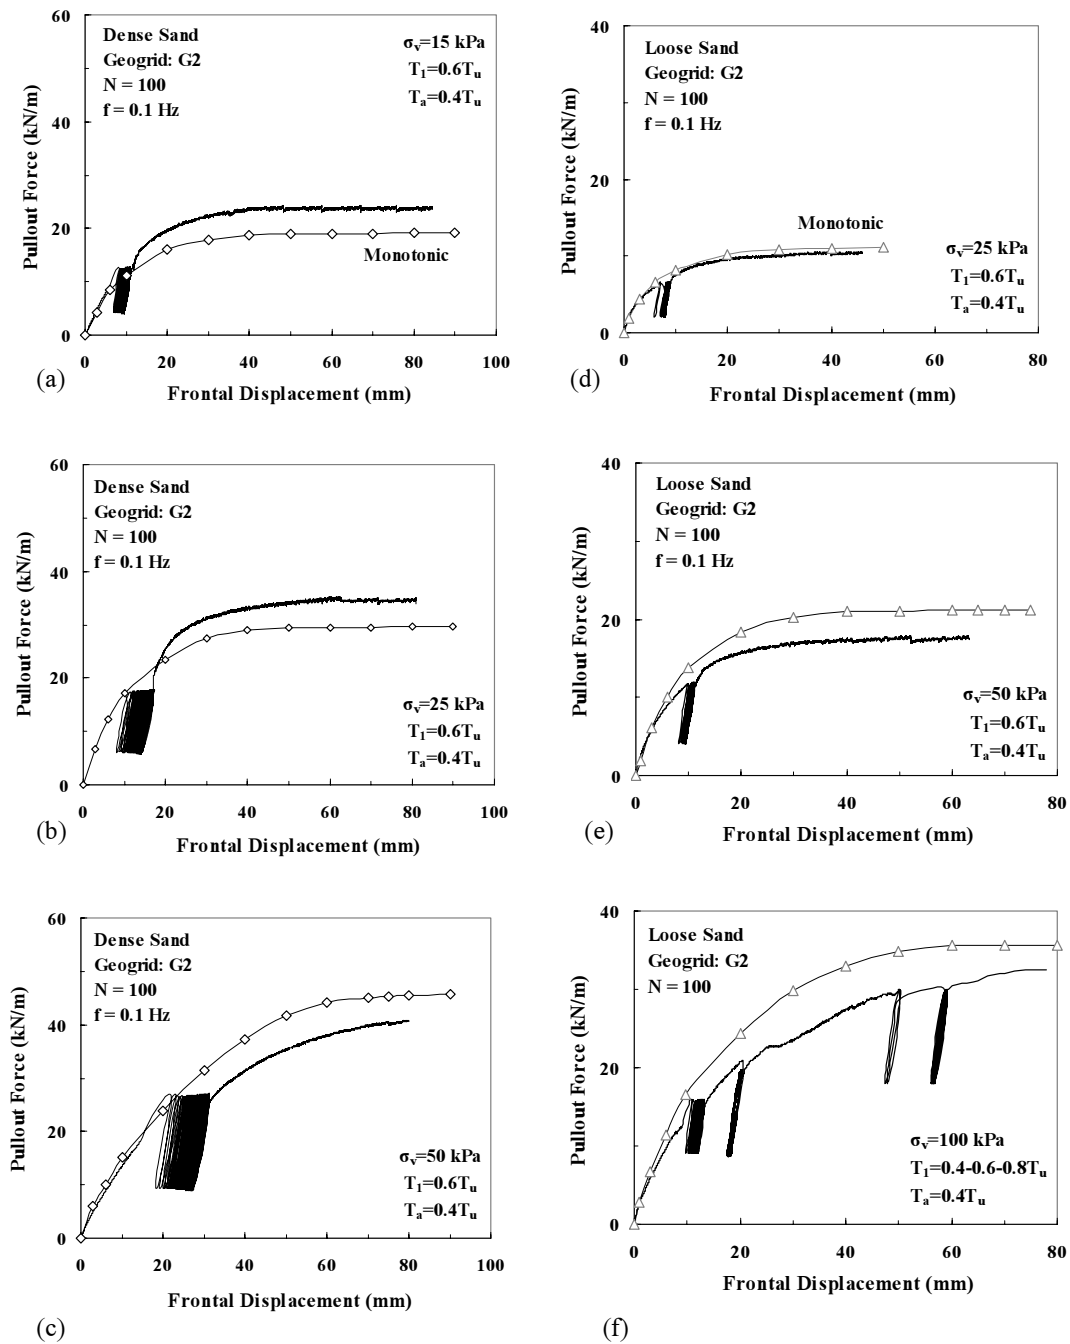 60
40
20
0
Pullout Force (kN/m)
Dense Sand
Geogrid: G2
N = 100
f = 0.1 Hz
σv=15 kPa
T1=0.6Tu
Ta=0.4Tu
Monotonic
0 20 40 60 80 100
(a)
Frontal Displacement (mm)
40
20
0
Pullout Force (kN/m)
Loose Sand
Geogrid: G2
N = 100
f = 0.1 Hz
Monotonic
σv=25 kPa
T1=0.6Tu
Ta=0.4Tu
0 20 40 60 80
(d)
Frontal Displacement (mm)
60
40
20
0
Pullout Force (kN/m)
Dense Sand
Geogrid: G2
N = 100
f = 0.1 Hz
σv=25 kPa
T1=0.6Tu
Ta=0.4Tu
0 20 40 60 80 100
(b)
Frontal Displacement (mm)
40
30
20
10
0
Pullout Force (kN/m)
Loose Sand
Geogrid: G2
N = 100
f = 0.1 Hz
σv=50 kPa
T1=0.6Tu
Ta=0.4Tu
0 20 40 60 80
(e)
Frontal Displacement (mm)
60
40
20
0
Pullout Force (kN/m)
Dense Sand
Geogrid: G2
N = 100
f = 0.1 Hz
σv=50 kPa
T1=0.6Tu
Ta=0.4Tu
0 20 40 60 80 100
Frontal Displacement (mm)
(c)
40
30
20
10
0
Pullout Force (kN/m)
Loose Sand
Geogrid: G2
N = 100
σv=100 kPa
T1=0.4-0.6-0.8Tu
Ta=0.4Tu
0 20 40 60 80
Frontal Displacement (mm)
(f)